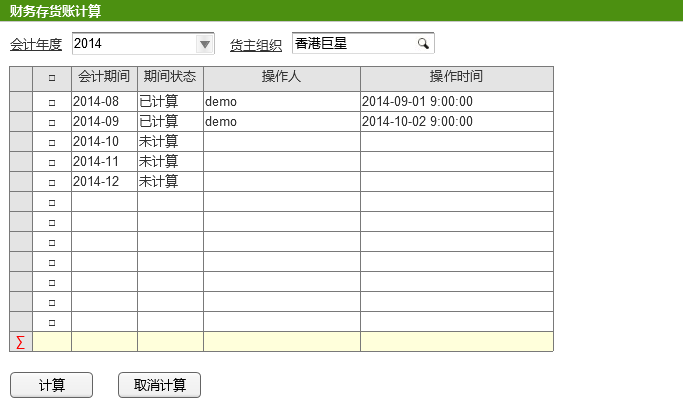 财务存货账计算
会计年度 2014 货主组织 香港巨星
会计期间 期间状态 操作人 操作时间
2014-08 已计算 demo 2014-09-01 9:00:00
2014-09 已计算 demo 2014-10-02 9:00:00
2014-10 未计算
2014-11 未计算
2014-12 未计算
∑
计算 取消计算